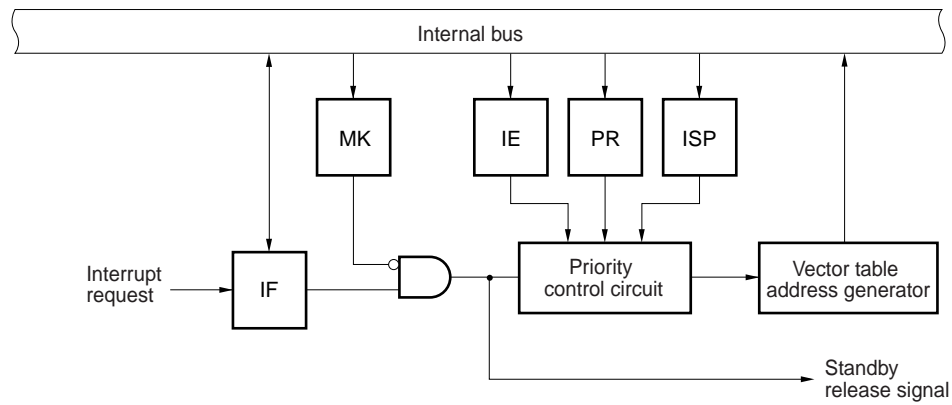 Internal bus
MK
IE
PR
ISP
Interrupt
request
IF
Priority
control circuit
Vector table
address generator
Standby
release signal